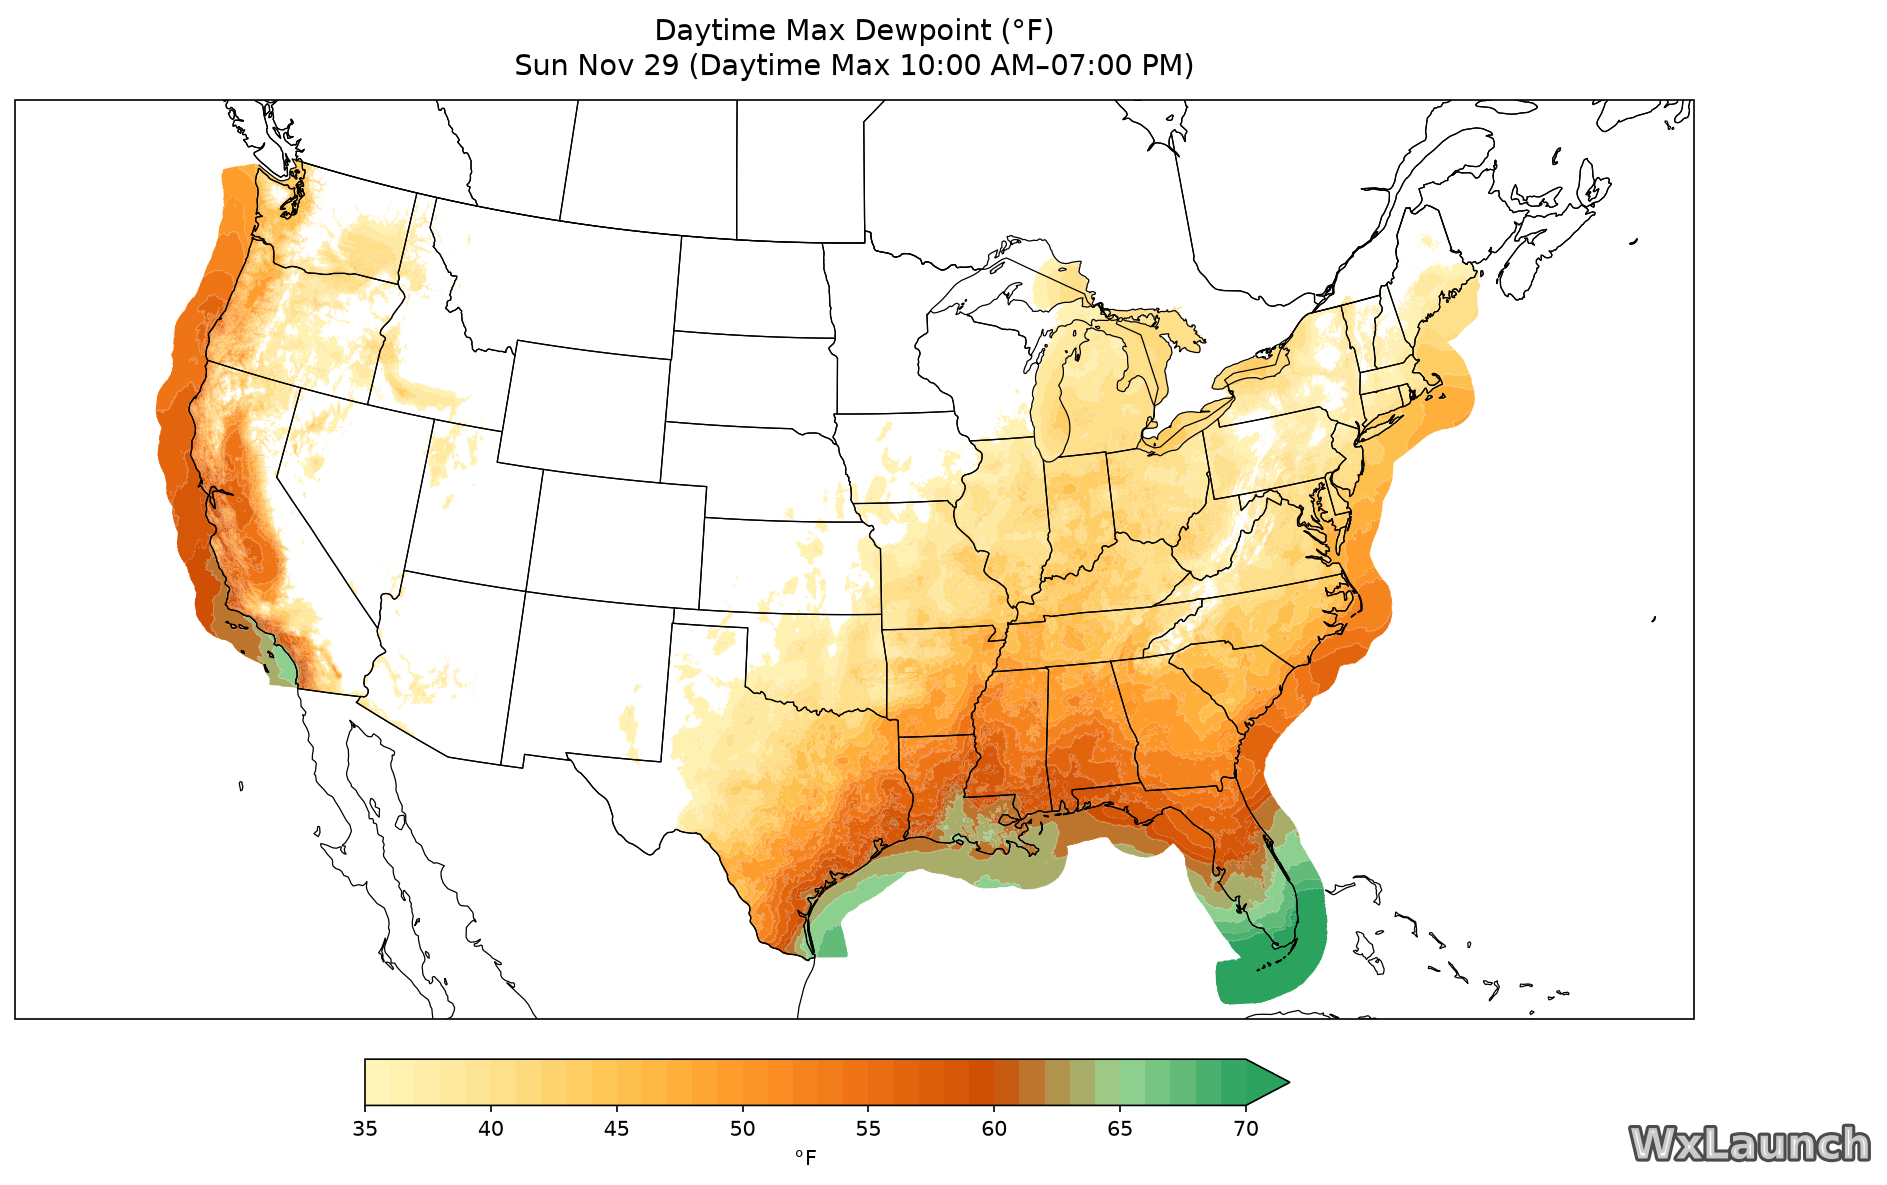 Daytime Max Dewpoint (°F)
Sun Nov 29 (Daytime Max 10:00 AM–07:00 PM)
35 40 45 50 55 60 65 70
°F
WxLaunch